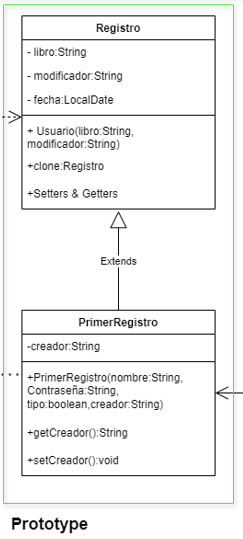 Registro
- libro:String
- modificador:String
- fecha:LocalDate
+ Usuario(libro:String,
modificador:String)
+clone:Registro
+Setters & Getters
Extends
PrimerRegistro
-creador:String
+PrimerRegistro(nombre:String,
Contraseña:String,
tipo:boolean,creador:String)
+getCreador():String
+setCreador():void
Prototype